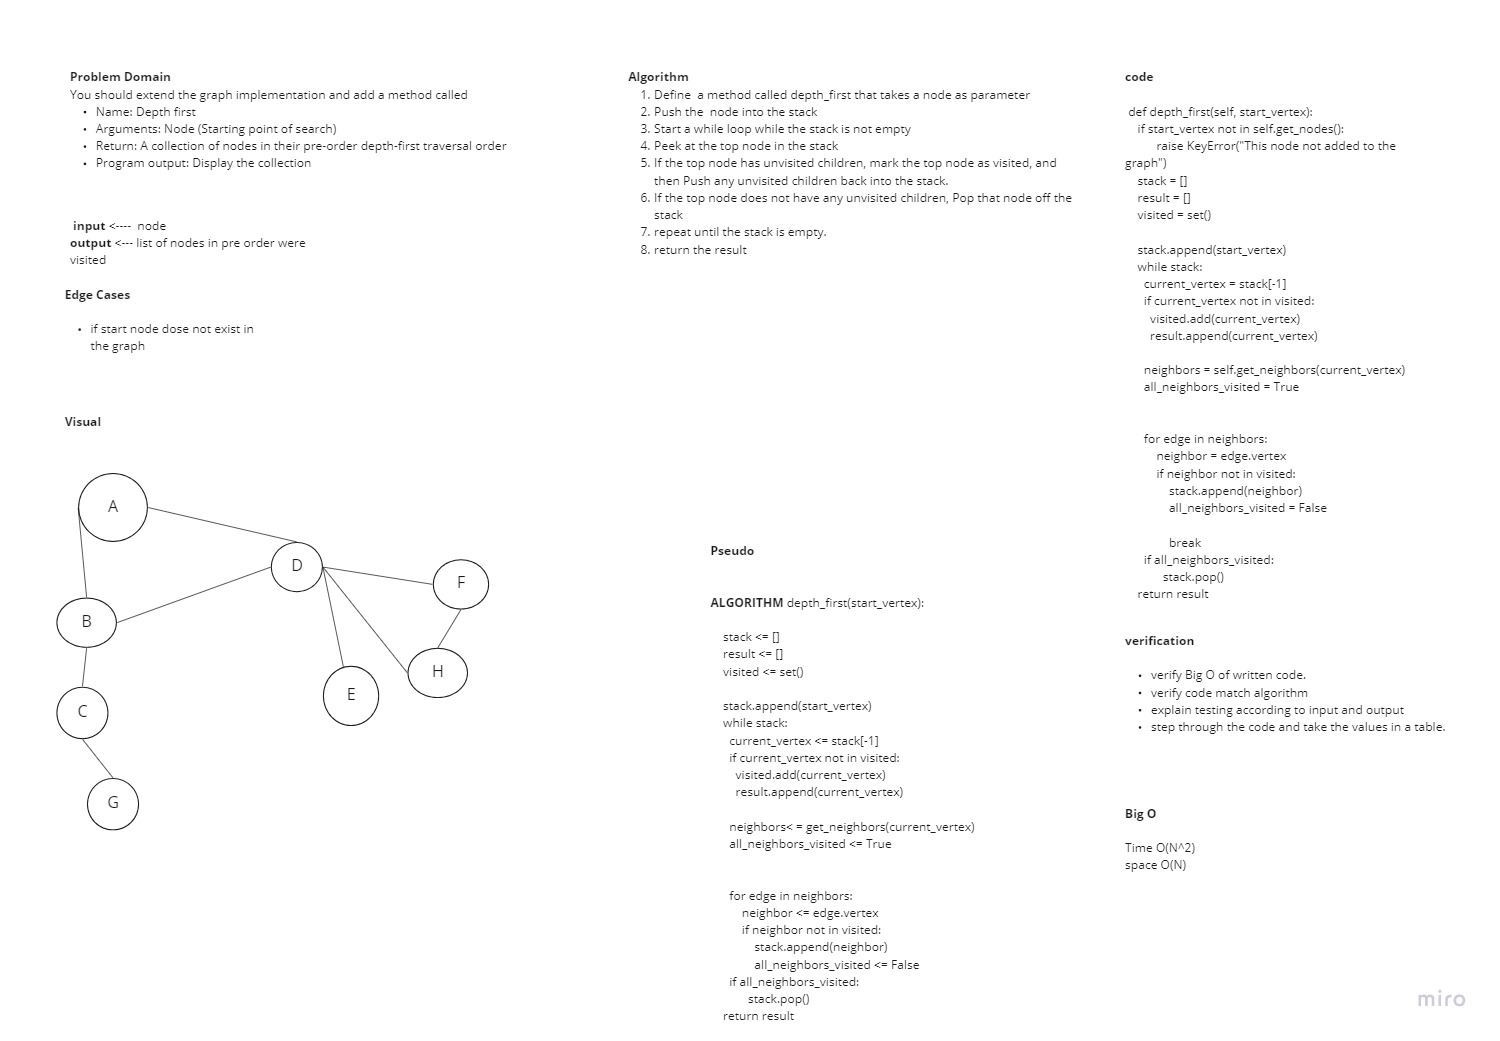 Problem Domain
You should extend the graph implementation and add a method called
• Name: Depth first
• Arguments: Node (Starting point of search)
• Return: A collection of nodes in their pre-order depth-first traversal order
• Program output: Display the collection
input <---- node
output <--- list of nodes in pre order were
visited
Edge Cases
• if start node dose not exist in
the graph
Visual
A
D
F
B
H
E
C
G
Algorithm
1. Define a method called depth_first that takes a node as parameter
2. Push the node into the stack
3. Start a while loop while the stack is not empty
4. Peek at the top node in the stack
5. If the top node has unvisited children, mark the top node as visited, and
then Push any unvisited children back into the stack.
6. If the top node does not have any unvisited children, Pop that node off the
stack
7. repeat until the stack is empty.
8. return the result
Pseudo
ALGORITHM depth_first(start_vertex):
stack <= []
result <= []
visited <= set()
stack.append(start_vertex)
while stack:
current_vertex <= stack[-1]
if current_vertex not in visited:
visited.add(current_vertex)
result.append(current_vertex)
neighbors< = get_neighbors(current_vertex)
all_neighbors_visited <= True
for edge in neighbors:
neighbor <= edge.vertex
if neighbor not in visited:
stack.append(neighbor)
all_neighbors_visited <= False
if all_neighbors_visited:
stack.pop()
return result
code
def depth_first(self, start_vertex):
if start_vertex not in self.get_nodes():
raise KeyError("This node not added to the
graph")
stack = []
result = []
visited = set()
stack.append(start_vertex)
while stack:
current_vertex = stack[-1]
if current_vertex not in visited:
visited.add(current_vertex)
result.append(current_vertex)
neighbors = self.get_neighbors(current_vertex)
all_neighbors_visited = True
for edge in neighbors:
neighbor = edge.vertex
if neighbor not in visited:
stack.append(neighbor)
all_neighbors_visited = False
break
if all_neighbors_visited:
stack.pop()
return result
verification
• verify Big O of written code.
• verify code match algorithm
• explain testing according to input and output
• step through the code and take the values in a table.
Big O
Time O(N^2)
space O(N)
miro